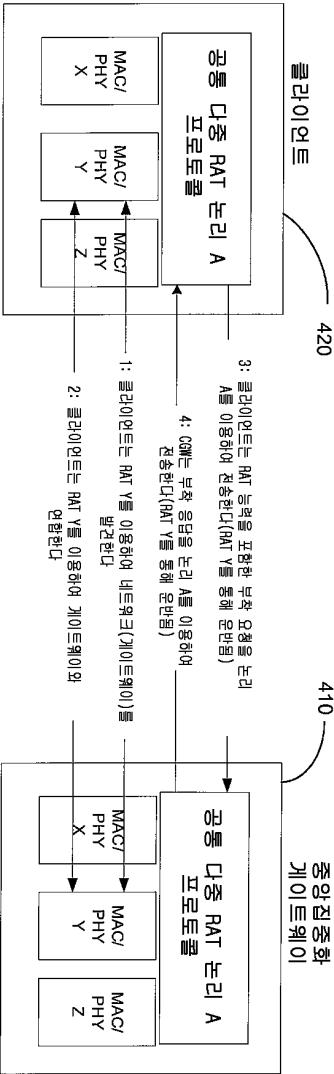 클라이언트
420
공통 다중 RAT 논리 A
프로토콜
MAC/
PHY
X
MAC/
PHY
Y
MAC/
PHY
Z
3: 클라이언트는 RAT 능력을 포함한 부착 요청을 논리
A를 이용하여 전송한다(RAT Y를 통해 운반됨)
4: CGW는 부착 응답을 논리 A를 이용하여
전송한다(RAT Y를 통해 운반됨)
1: 클라이언트는 RAT Y를 이용하여 네트워크(게이트웨이)를
발견한다
2: 클라이언트는 RAT Y를 이용하여 게이트웨이와
연합한다
410
중앙집중화
게이트웨이
공통 다중 RAT 논리 A
프로토콜
MAC/
PHY
X
MAC/
PHY
Y
MAC/
PHY
Z